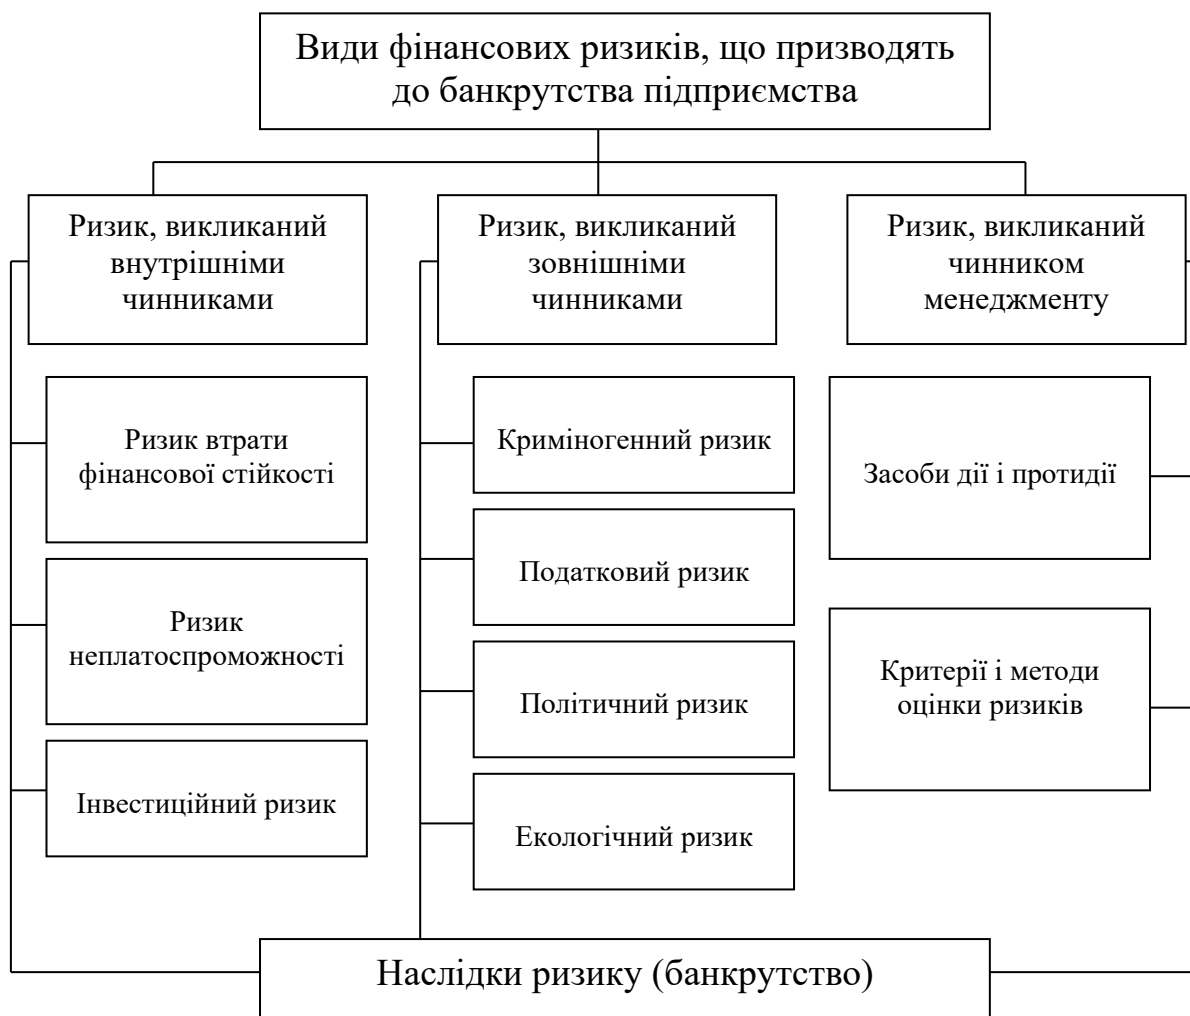 Види фінансових ризиків, що призводять
до банкрутства підприємства
Ризик, викликаний
внутрішніми
чинниками
Ризик втрати
фінансової стійкості
Ризик
неплатоспроможності
Інвестиційний ризик
Ризик, викликаний
зовнішніми
чинниками
Криміногенний ризик
Податковий ризик
Політичний ризик
Екологічний ризик
Ризик, викликаний
чинником
менеджменту
Засоби дії і протидії
Критерії і методи
оцінки ризиків
Наслідки ризику (банкрутство)